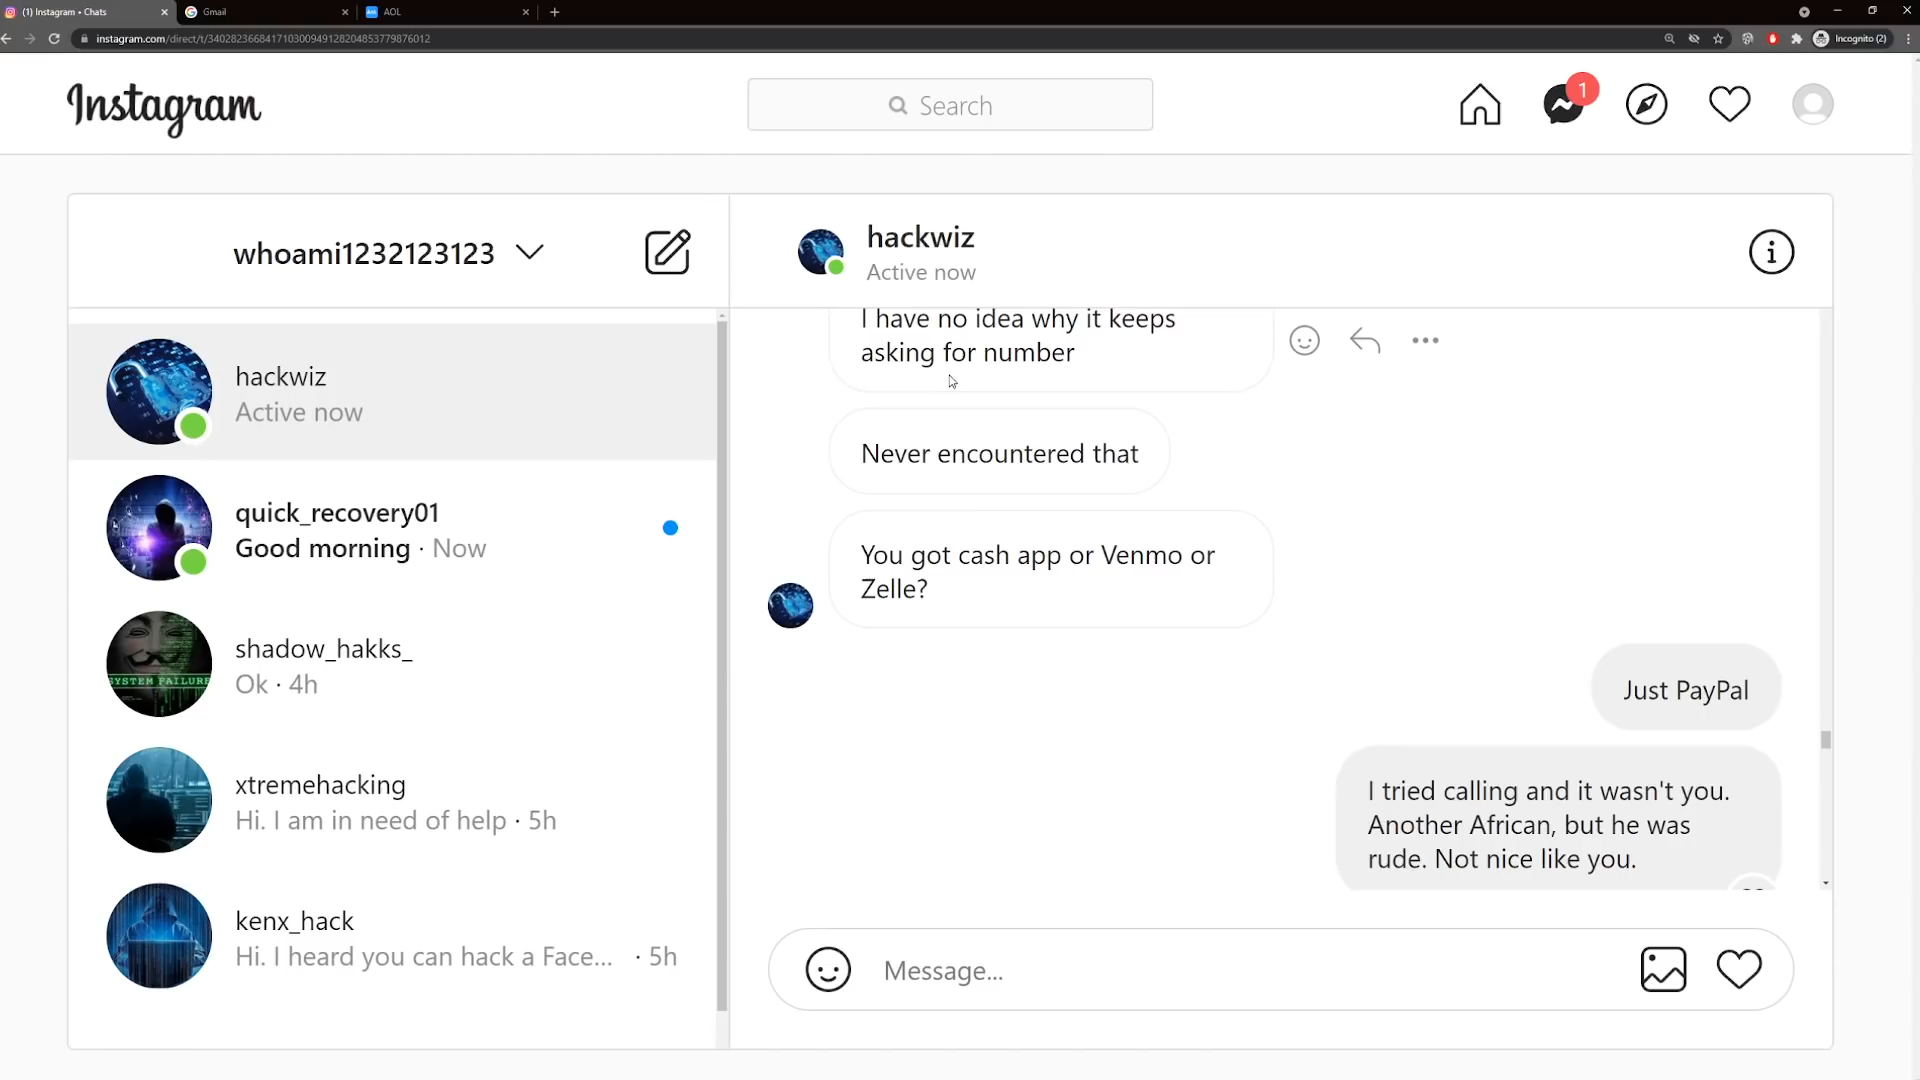 (1) Instagram • Chats
Gmail
AOL
instagram.com/direct/t/340282366841710300949128204853779876012
Incognito (2)
Instagram
Search
1
whoami1232123123
hackwiz
Active now
hackwiz
Active now
quick_recovery01
Good morning · Now
SYSTEM FAILURE
shadow_hakks_
Ok · 4h
xtremehacking
Hi. I am in need of help · 5h
kenx_hack
Hi. I heard you can hack a Face... · 5h
I have no idea why it keeps
asking for number
Never encountered that
You got cash app or Venmo or
Zelle?
Just PayPal
I tried calling and it wasn't you.
Another African, but he was
rude. Not nice like you.
Message...